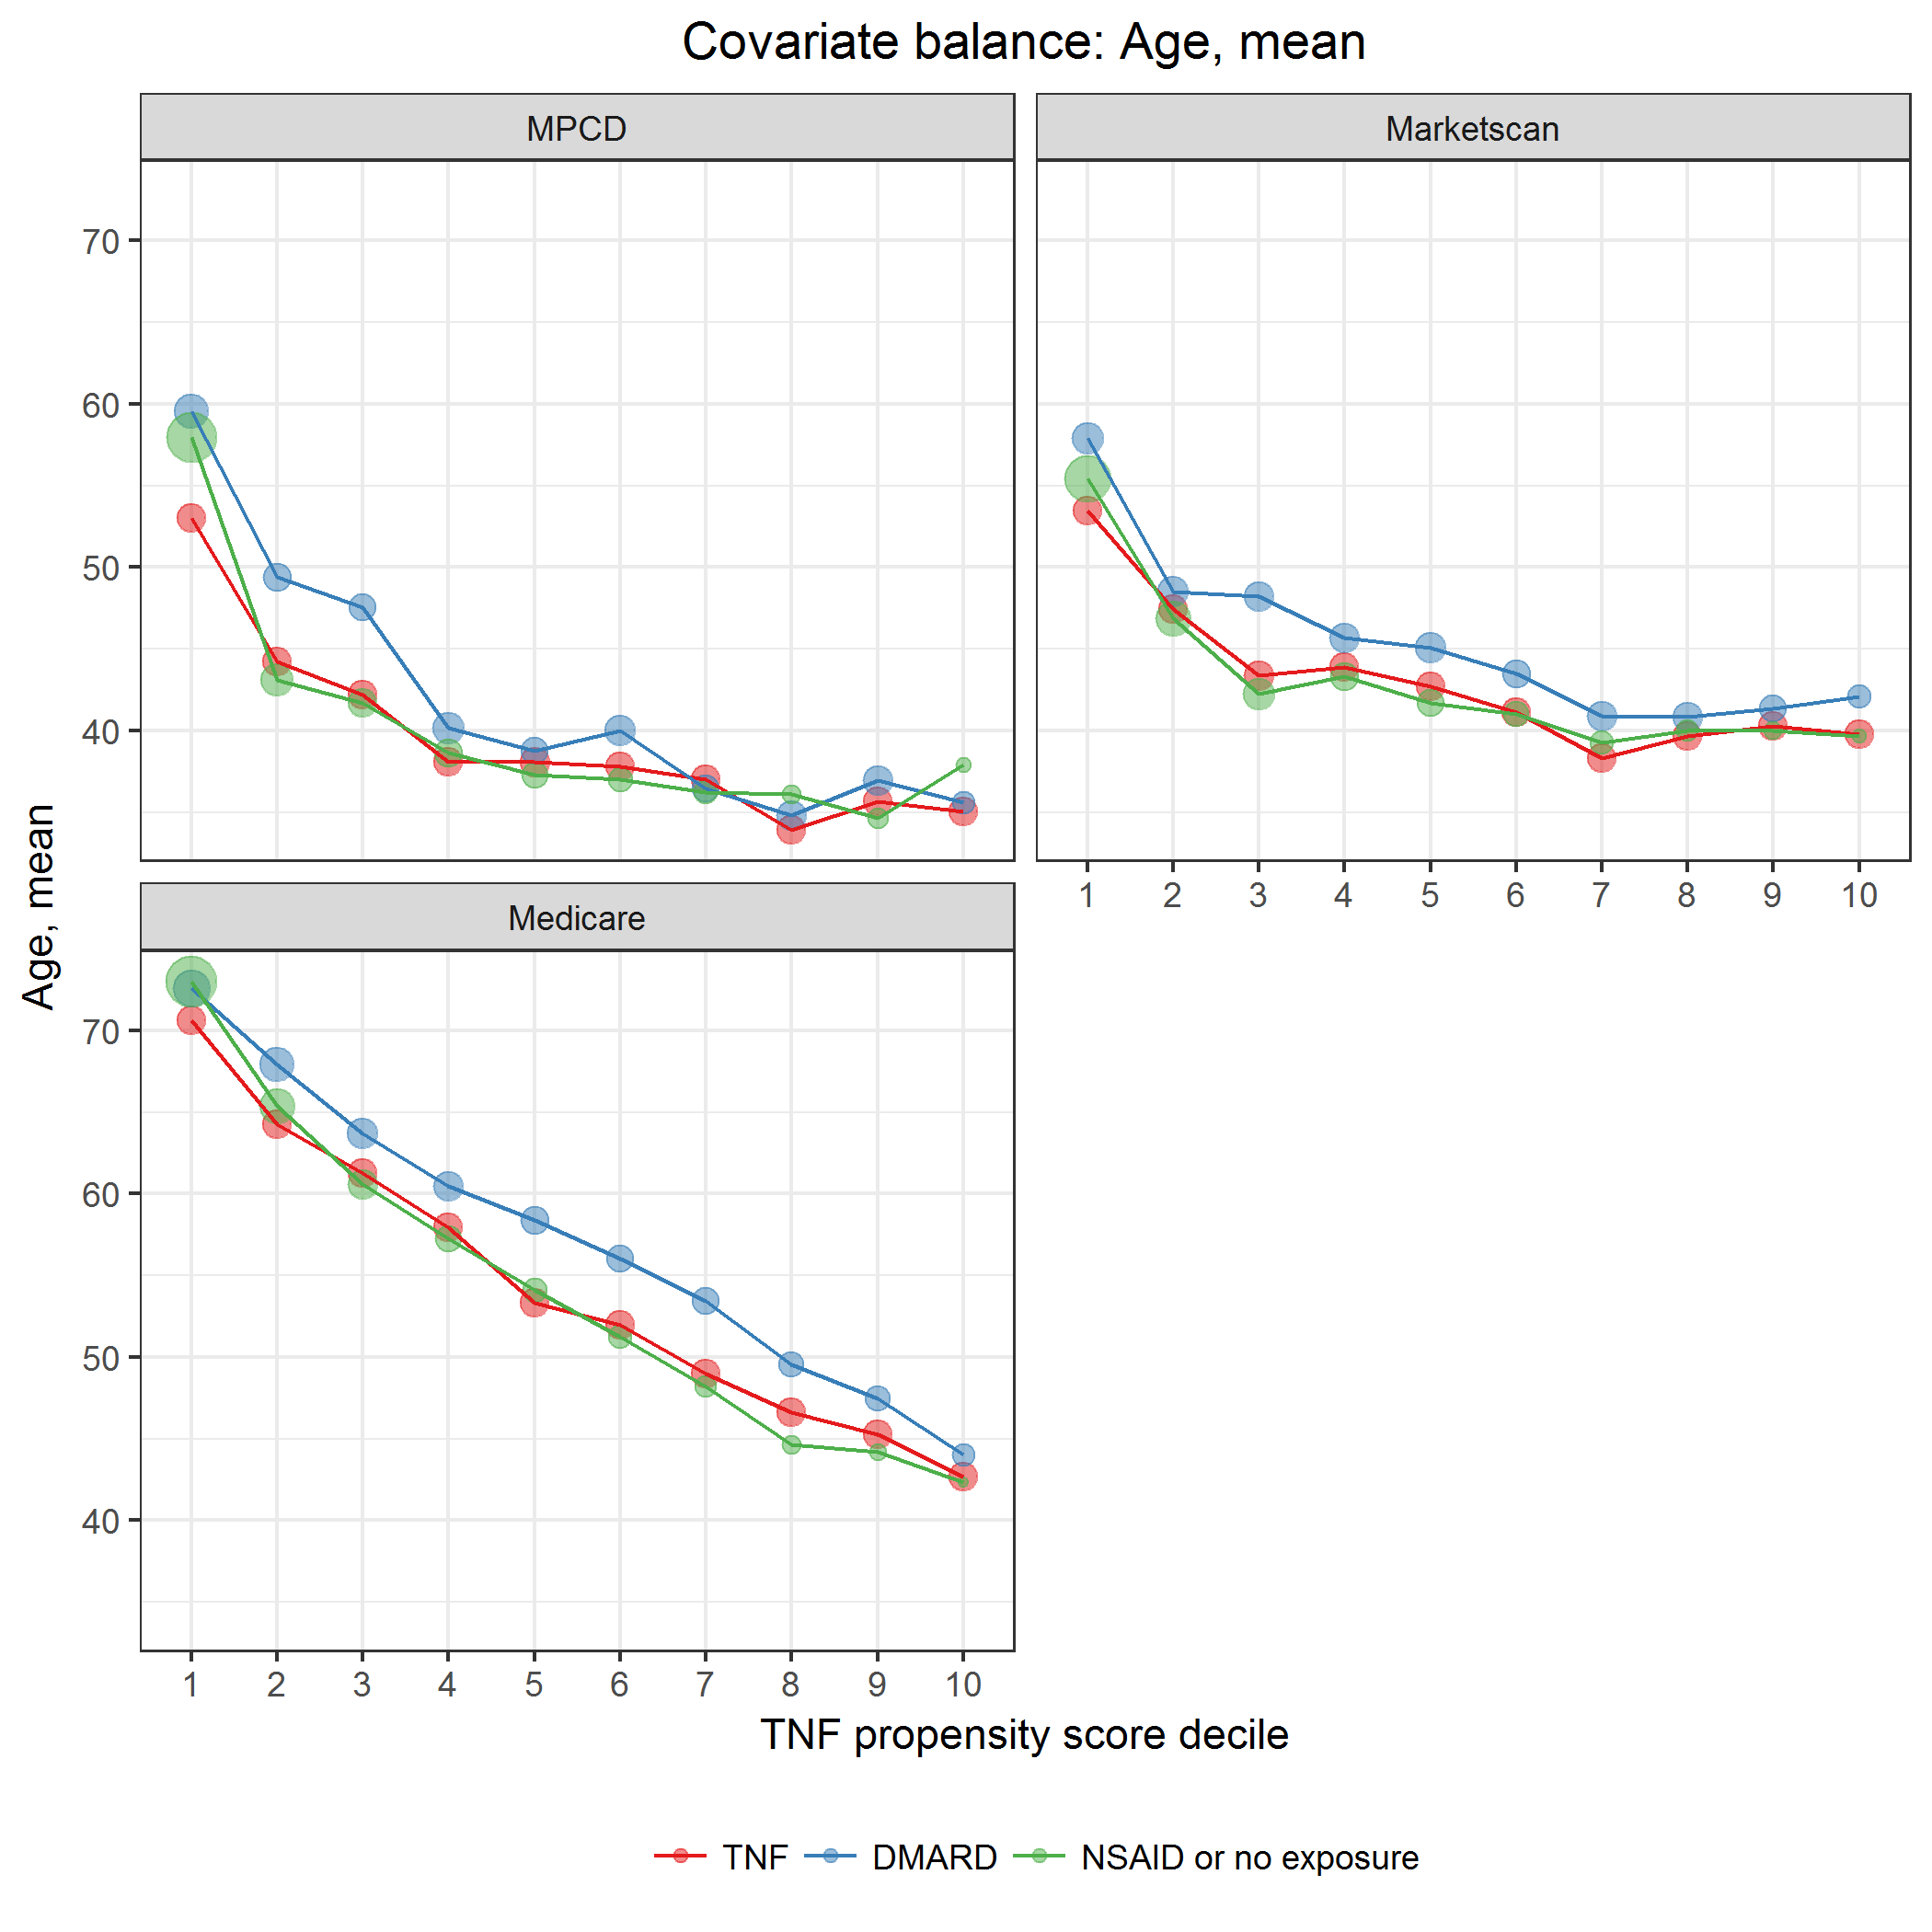 Covariate balance: Age, mean
MPCD
Marketscan
70
60
50
40
1 2 3 4 5 6 7 8 9 10
Medicare
70
60
50
40
1 2 3 4 5 6 7 8 9 10
Age, mean
TNF propensity score decile
TNF DMARD NSAID or no exposure